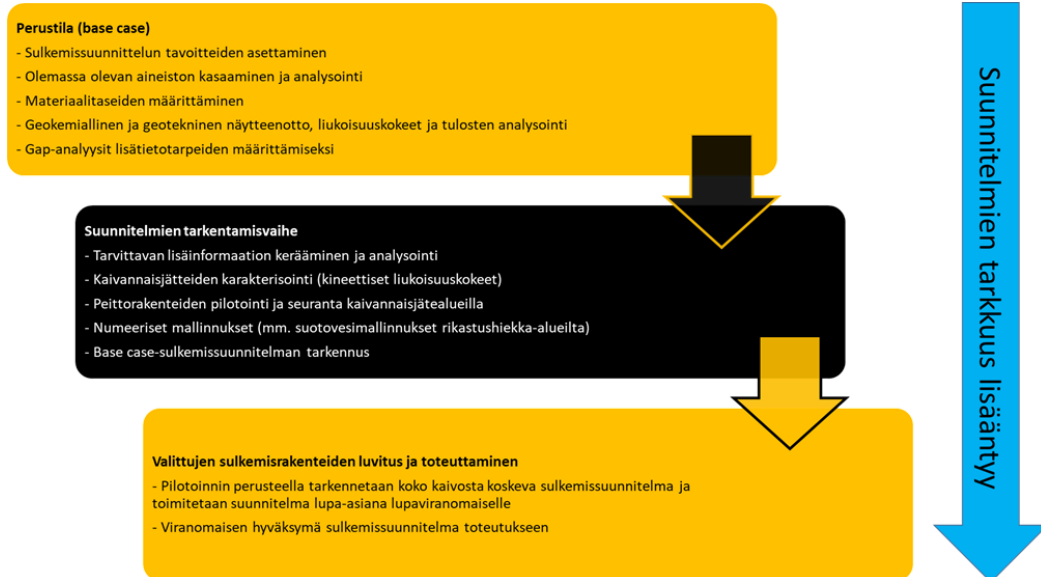 Perustila (base case)
- Sulkemissuunnittelun tavoitteiden asettaminen
- Olemassa olevan aineiston kasaaminen ja analysointi
- Materiaalitaseiden määrittäminen
- Geokemiallinen ja geotekninen näytteenotto, liukoisuuskokeet ja tulosten analysointi
- Gap-analyysit lisätietotarpeiden määrittämiseksi
Suunnitelmien tarkentamisvaihe
- Tarvittavan lisäinformaation kerääminen ja analysointi
- Kaivannaisjätteiden karakterisointi (kineettiset liukoisuuskokeet)
- Peittorakenteiden pilotointi ja seuranta kaivannaisjätealueilla
- Numeeriset mallinnukset (mm. suotovesimallinnukset rikastushiekka-alueilta)
- Base case-sulkemissuunnitelman tarkennus
Valittujen sulkemisrakenteiden luvitus ja toteuttaminen
- Pilotoinnin perusteella tarkennetaan koko kaivosta koskeva sulkemissuunnitelma ja
toimitetaan suunnitelma lupa-asiana lupaviranomaiselle
- Viranomaisen hyväksymä sulkemissuunnitelma toteutukseen
Suunnitelmien tarkkuus lisääntyy